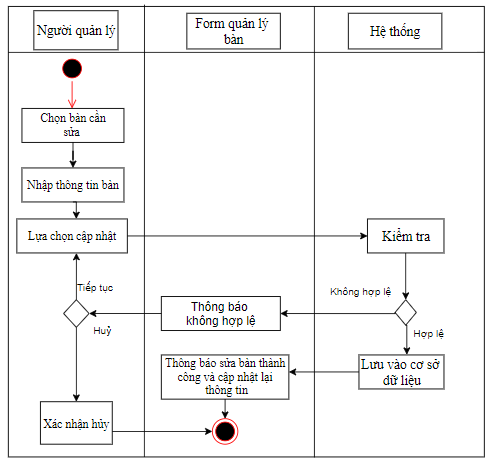 Người quản lý
Form quản lý
bàn
Hệ thống
Chọn bàn cần
sửa
Nhập thông tin bàn
Lựa chọn cập nhật
Kiểm tra
Tiếp tục
Không hợp lệ
Thông báo
không hợp lệ
Huỷ
Hợp lệ
Thông báo sửa bàn thành
công và cập nhật lại
thông tin
Lưu vào cơ sở
dữ liệu
Xác nhận hủy